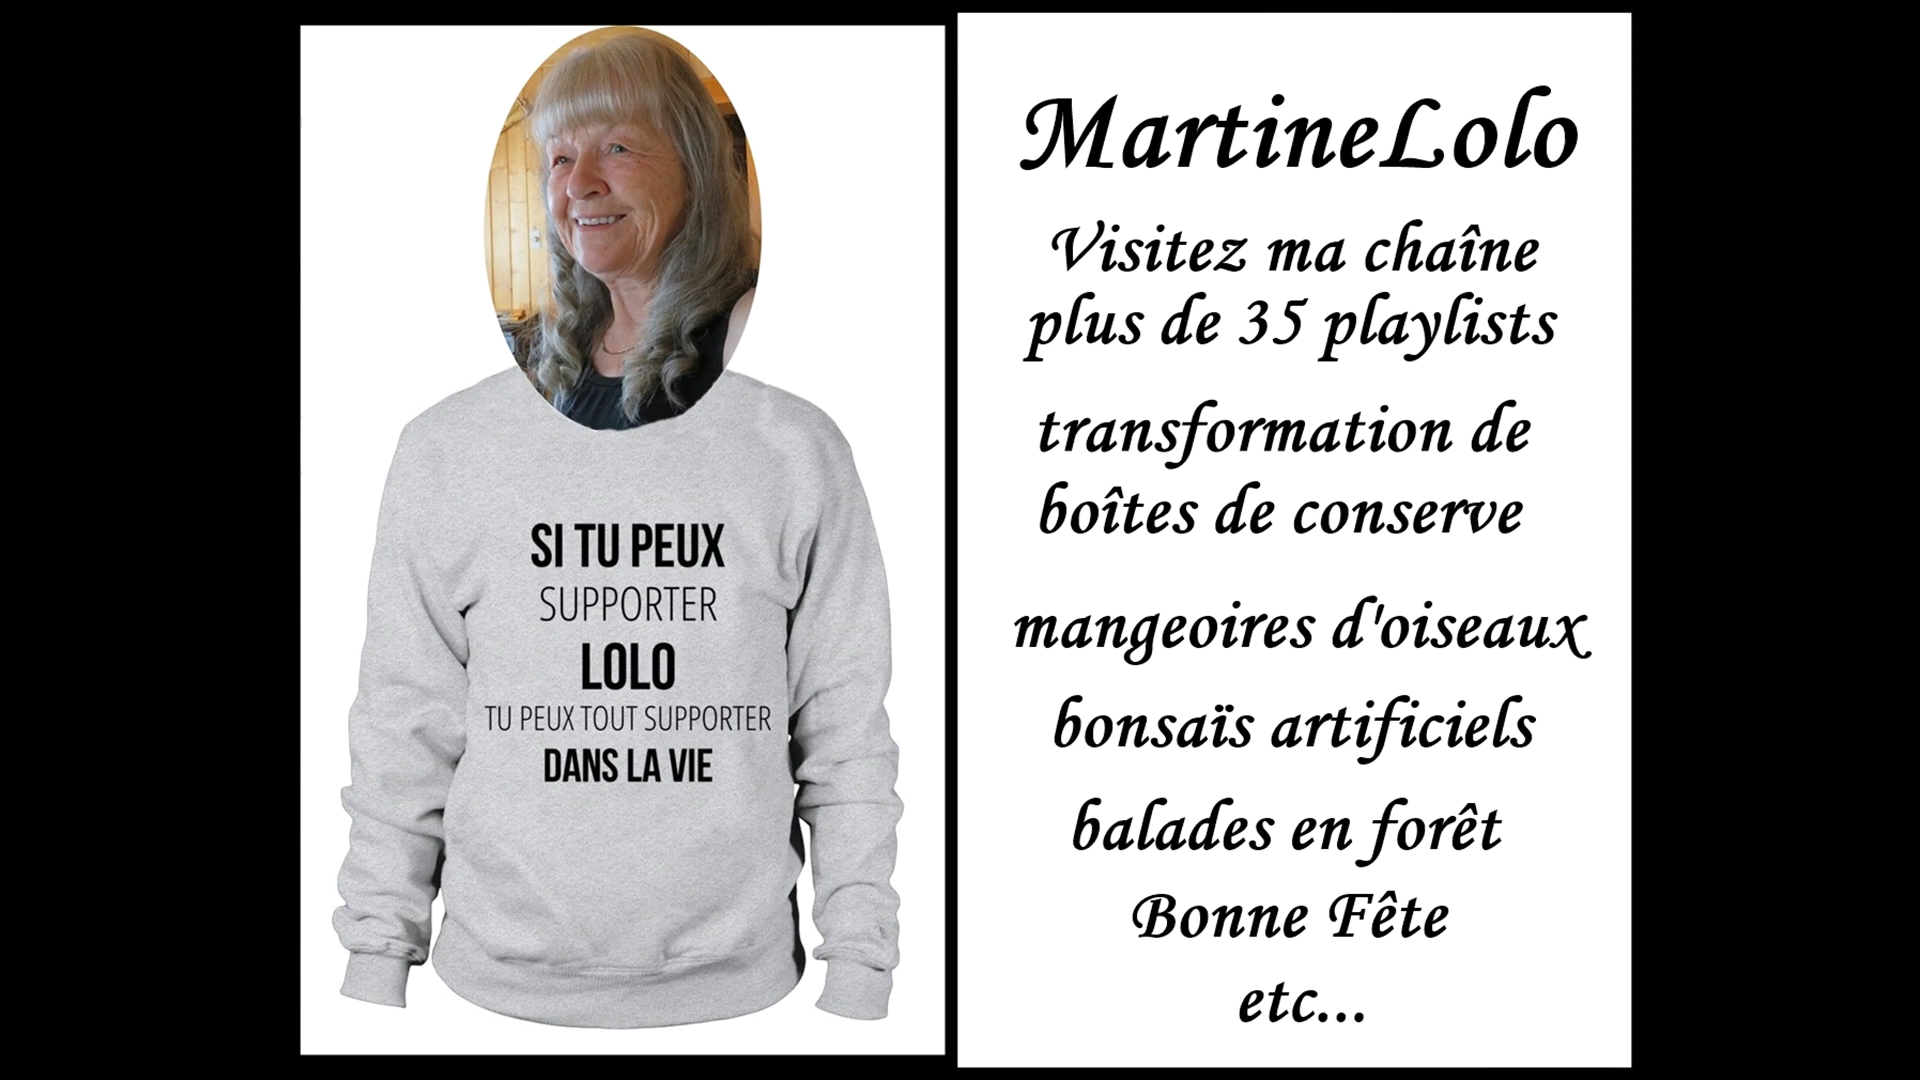 SI TU PEUX
SUPPORTER
LOLO
TU PEUX TOUT SUPPORTER
DANS LA VIE
MartineLolo
Visitez ma chaîne
plus de 35 playlists
transformation de
boîtes de conserve
mangeoires d'oiseaux
bonsaïs artificiels
balades en forêt
Bonne Fête
etc...